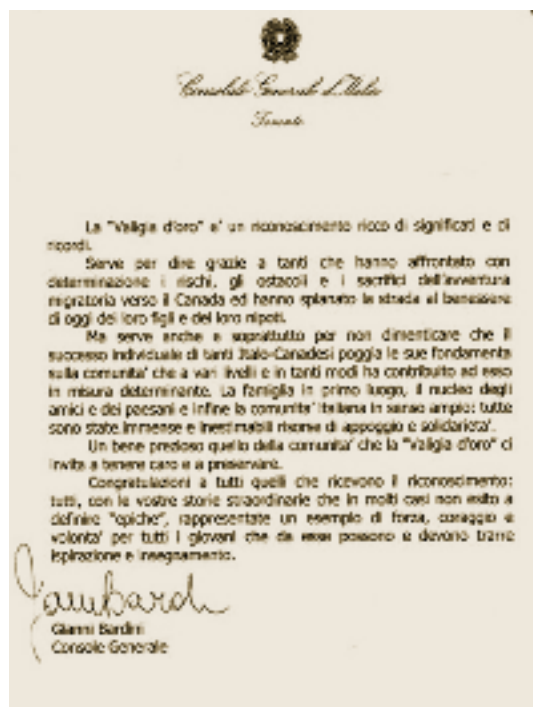 Consolato Generale d'Italia
Toronto
La "Valigia d'oro" e' un riconoscimento ricco di significati e di
ricordi.
Serve per dire grazie a tanti che hanno affrontato con
determinazione i rischi, gli ostacoli e i sacrifici dell'avventura
migratoria verso il Canada ed hanno spianato la strada al benessere
di oggi dei loro figli e dei loro nipoti.
Ma serve anche e soprattutto per non dimenticare che il
successo individuale di tanti Italo-Canadesi poggia le sue fondamenta
sulla comunita' che a vari livelli e in tanti modi ha contribuito ad esso
in misura determinante. La famiglia in primo luogo, il nucleo degli
amici e dei paesani e infine la comunita' italiana in senso ampio: tutte
sono state immense e inestimabili risorse di appoggio e solidarieta'.
Un bene prezioso quello della comunita' che la "Valigia d'oro" ci
invita a tenere caro e a preservare.
Congratulazioni a tutti quelli che ricevono il riconoscimento:
tutti, con le vostre storie straordinarie che in molti casi non esito a
definire "epiche", rappresentate un esempio di forza, coraggio e
volonta' per tutti i giovani che da esse possono e devono trarre
ispirazione e insegnamento.
Gianni Bardini
Console Generale